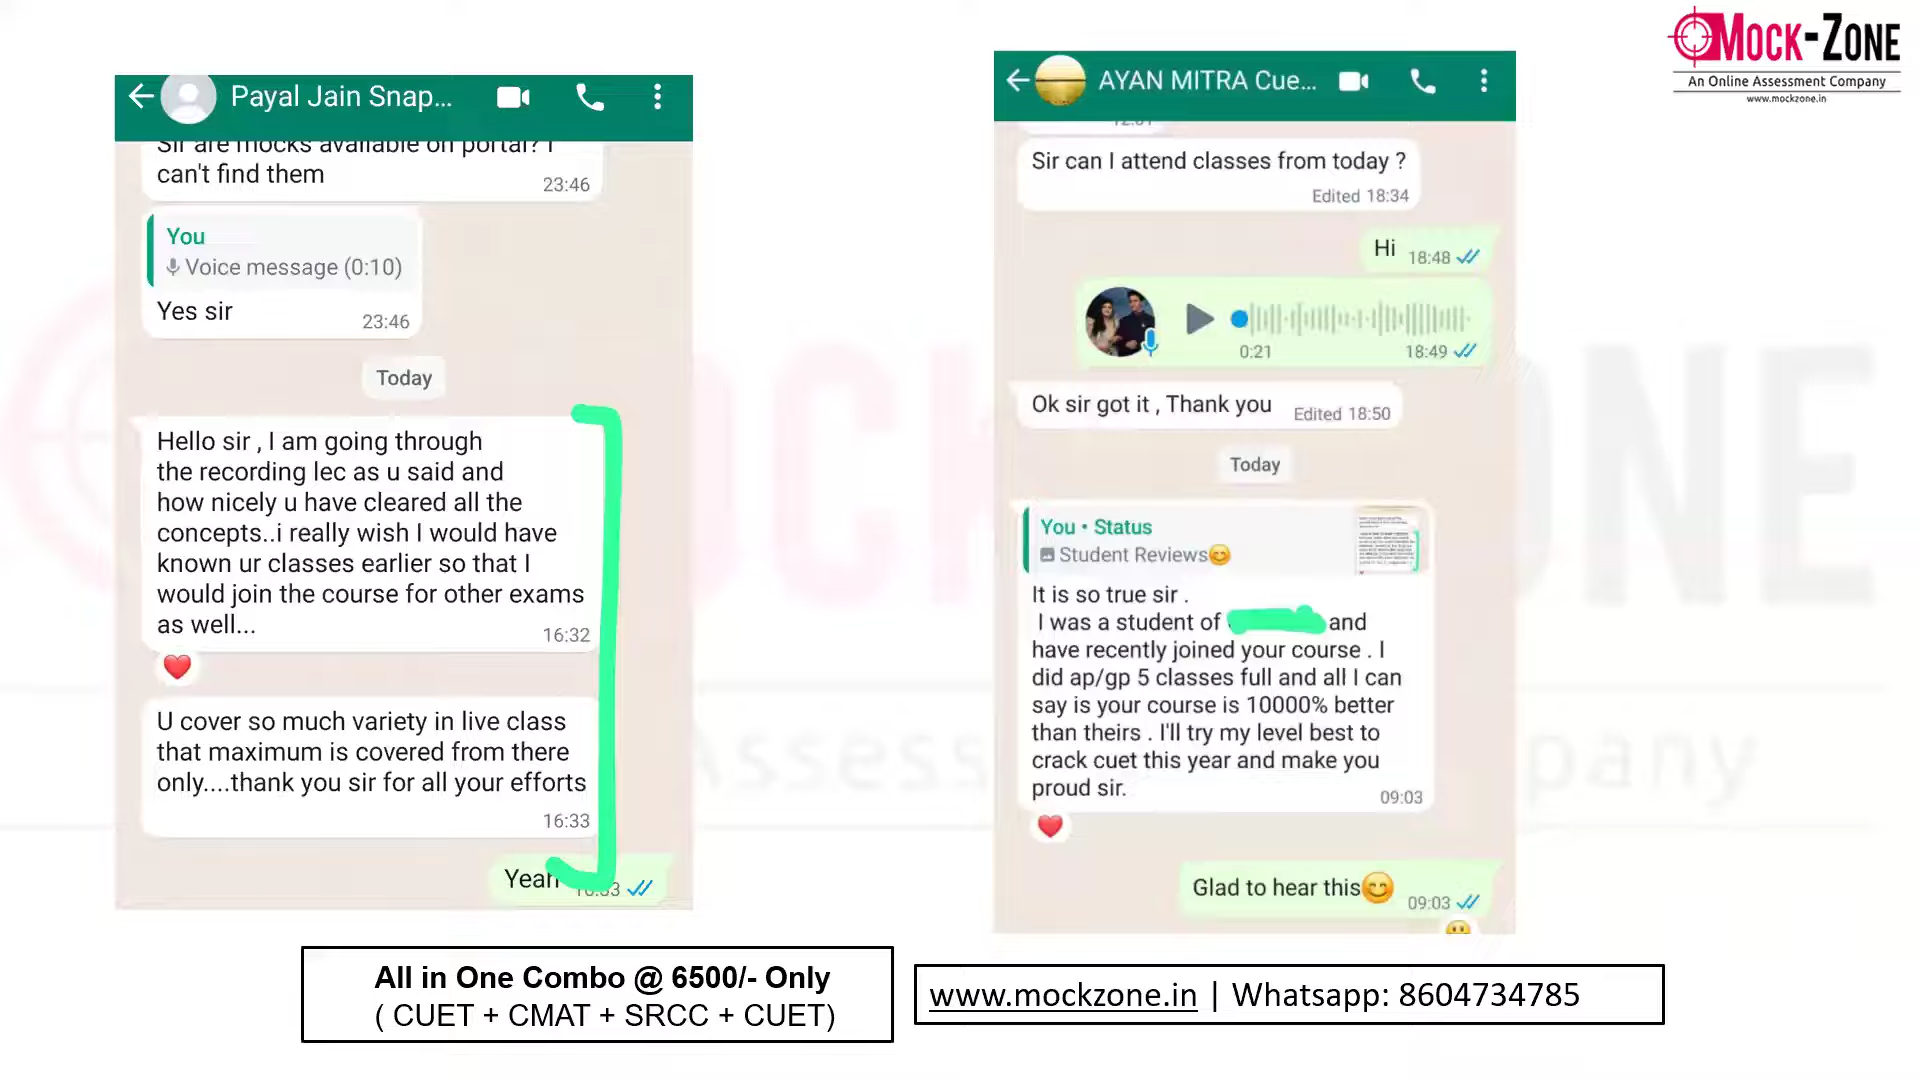 MOCK-ZONE
An Online Assessment Company
www.mockzone.in
Payal Jain Snap...
Sir are mocks available on portal? I
can't find them
23:46
You
Voice message (0:10)
Yes sir
23:46
Today
Hello sir , I am going through
the recording lec as u said and
how nicely u have cleared all the
concepts..i really wish I would have
known ur classes earlier so that I
would join the course for other exams
as well...
16:32
❤️
U cover so much variety in live class
that maximum is covered from there
only....thank you sir for all your efforts
16:33
Yeah
AYAN MITRA Cue...
Sir can I attend classes from today ?
Edited 18:34
Hi 18:48
0:21 18:49
Ok sir got it , Thank you Edited 18:50
Today
You • Status
Student Reviews😊
It is so true sir .
I was a student of and
have recently joined your course . I
did ap/gp 5 classes full and all I can
say is your course is 10000% better
than theirs . I'll try my level best to
crack cuet this year and make you
proud sir.
09:03
❤️
Glad to hear this😊 09:03
All in One Combo @ 6500/- Only
( CUET + CMAT + SRCC + CUET)
www.mockzone.in | Whatsapp: 8604734785